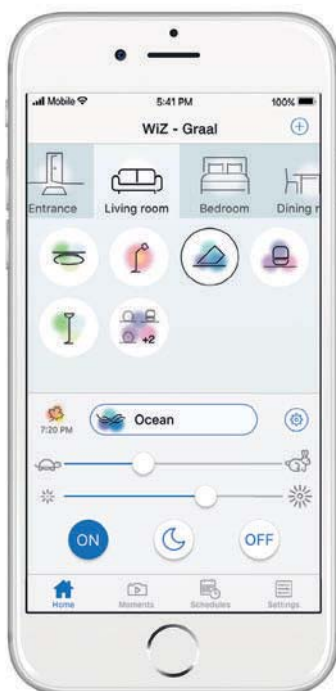 Mobile 5:41 PM 100%
WiZ - Graal
Entrance Living room Bedroom Dining r
+2
7:20 PM Ocean
ON OFF
Home Moments Schedules Settings